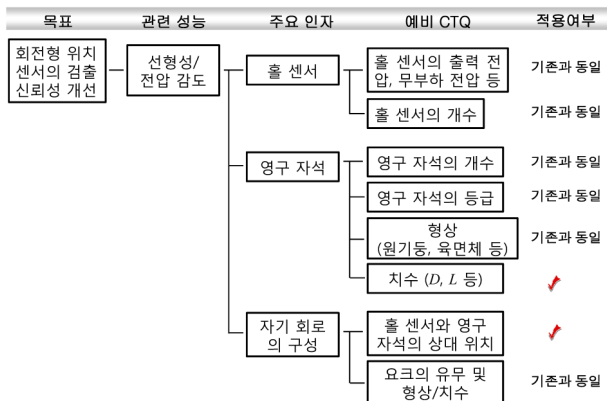 목표 관련 성능 주요 인자 예비 CTQ 적용여부
회전형 위치
센서의 검출
신뢰성 개선
선형성/
전압 감도
홀 센서
홀 센서의 출력 전
압, 무부하 전압 등
기존과 동일
홀 센서의 개수
기존과 동일
영구 자석
영구 자석의 개수
기존과 동일
영구 자석의 등급
기존과 동일
형상
(원기둥, 육면체 등)
기존과 동일
치수 (D, L 등)
자기 회로
의 구성
홀 센서와 영구
자석의 상대 위치
요크의 유무 및
형상/치수
기존과 동일